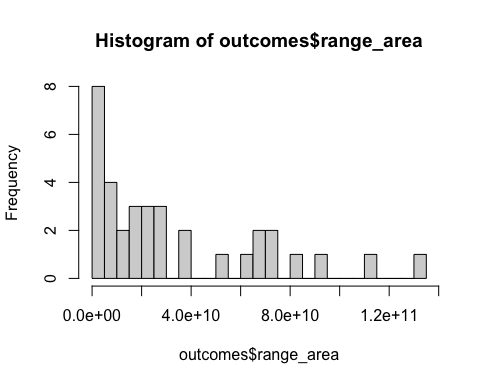 Histogram of outcomes$range_area
Frequency
8
6
4
2
0
0.0e+00 4.0e+10 8.0e+10 1.2e+11
outcomes$range_area